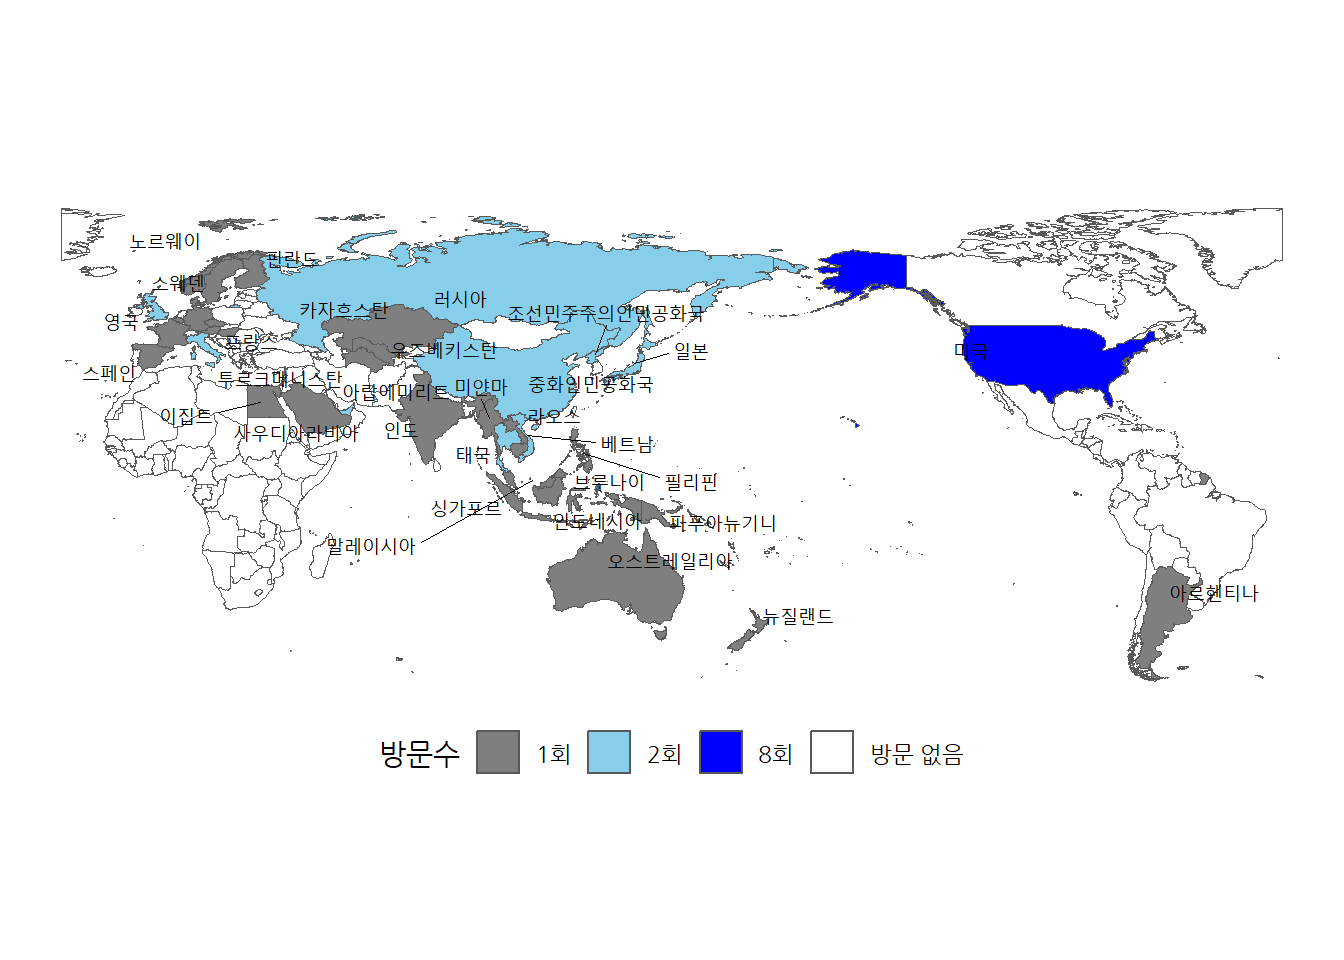 노르웨이
핀란드
스웨덴
러시아
카자흐스탄
조선민주주의인민공화국
영국
프랑스
우즈베키스탄
일본
미국
스페인
투르크메니스탄
아랍에미리트
미얀마
중화인민공화국
이집트
라오스
사우디아라비아
인도
베트남
태국
브루나이
필리핀
싱가포르
인도네시아
파푸아뉴기니
말레이시아
오스트레일리아
아르헨티나
뉴질랜드
방문수 1회 2회 8회 방문 없음